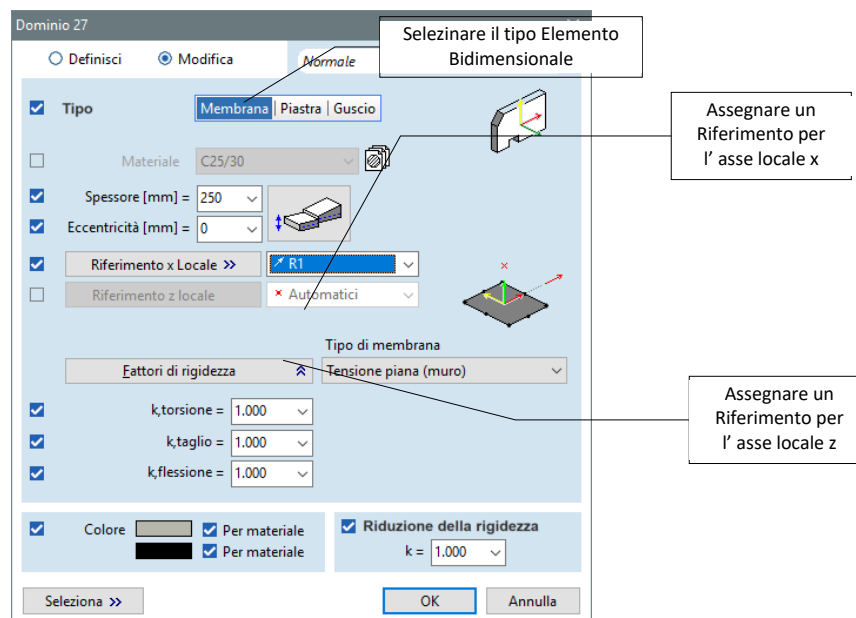 Dominio 27
Selezinare il tipo Elemento
Bidimensionale
Definisci Modifica Normale
Tipo Membrana Piastra Guscio
Assegnare un
Riferimento per
l’ asse locale x
Materiale C25/30
Spessore [mm] = 250
Eccentricità [mm] = 0
Riferimento x Locale >> R1
Riferimento z locale Automatici
Tipo di membrana
Fattori di rigidezza Tensione piana (muro)
Assegnare un
Riferimento per
l’ asse locale z
k,torsione = 1.000
k,taglio = 1.000
k,flessione = 1.000
Colore Per materiale
Per materiale
Riduzione della rigidezza
k = 1.000
Seleziona >> OK Annulla